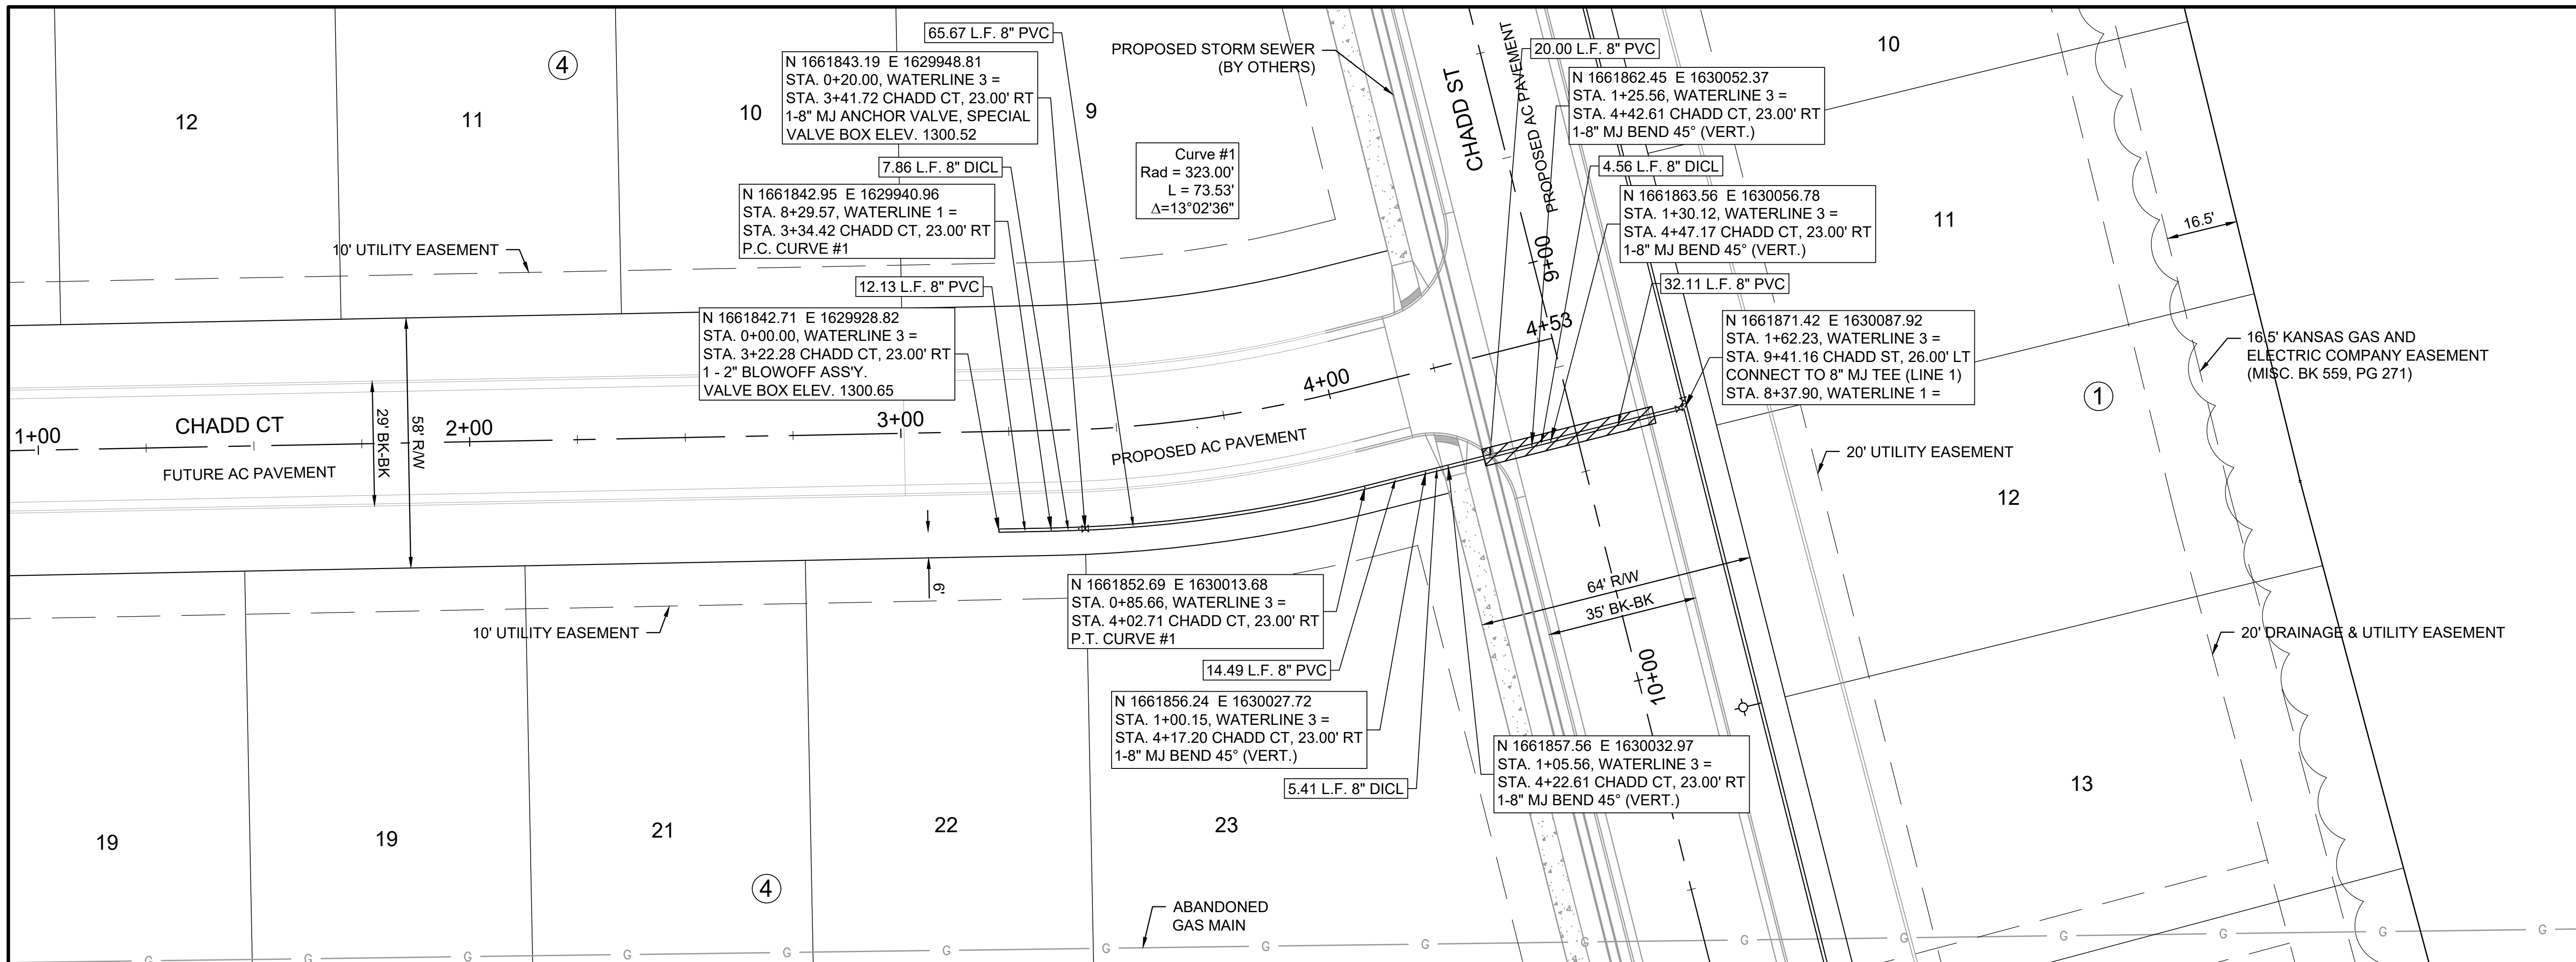 65.67 L.F. 8" PVC
N 1661843.19  E 1629948.81
STA. 0+20.00, WATERLINE 3 =
STA. 3+41.72 CHADD CT, 23.00' RT
1-8" MJ ANCHOR VALVE, SPECIAL
VALVE BOX ELEV. 1300.52
7.86 L.F. 8" DICL
N 1661842.95  E 1629940.96
STA. 8+29.57, WATERLINE 1 =
STA. 3+34.42 CHADD CT, 23.00' RT
P.C. CURVE #1
12.13 L.F. 8" PVC
N 1661842.71  E 1629928.82
STA. 0+00.00, WATERLINE 3 =
STA. 3+22.28 CHADD CT, 23.00' RT
1 - 2" BLOWOFF ASS'Y.
VALVE BOX ELEV. 1300.65
4
12
11
10
9
10' UTILITY EASEMENT
Curve #1
Rad = 323.00'
L = 73.53'
Δ=13°02'36"
PROPOSED STORM SEWER
(BY OTHERS)
CHADD ST
PROPOSED AC PAVEMENT
9+00
4+53
20.00 L.F. 8" PVC
N 1661862.45  E 1630052.37
STA. 1+25.56, WATERLINE 3 =
STA. 4+42.61 CHADD CT, 23.00' RT
1-8" MJ BEND 45° (VERT.)
4.56 L.F. 8" DICL
N 1661863.56  E 1630056.78
STA. 1+30.12, WATERLINE 3 =
STA. 4+47.17 CHADD CT, 23.00' RT
1-8" MJ BEND 45° (VERT.)
32.11 L.F. 8" PVC
N 1661871.42  E 1630087.92
STA. 1+62.23, WATERLINE 3 =
STA. 9+41.16 CHADD ST, 26.00' LT
CONNECT TO 8" MJ TEE (LINE 1)
STA. 8+37.90, WATERLINE 1 =
10
11
16.5'
16.5' KANSAS GAS AND
ELECTRIC COMPANY EASEMENT
(MISC. BK 559, PG 271)
1
20' UTILITY EASEMENT
12
20' DRAINAGE & UTILITY EASEMENT
13
1+00
CHADD CT
FUTURE AC PAVEMENT
29' BK-BK
58' R/W
2+00
3+00
4+00
PROPOSED AC PAVEMENT
6'
10' UTILITY EASEMENT
64' R/W
35' BK-BK
10+00
N 1661852.69  E 1630013.68
STA. 0+85.66, WATERLINE 3 =
STA. 4+02.71 CHADD CT, 23.00' RT
P.T. CURVE #1
14.49 L.F. 8" PVC
N 1661856.24  E 1630027.72
STA. 1+00.15, WATERLINE 3 =
STA. 4+17.20 CHADD CT, 23.00' RT
1-8" MJ BEND 45° (VERT.)
5.41 L.F. 8" DICL
N 1661857.56  E 1630032.97
STA. 1+05.56, WATERLINE 3 =
STA. 4+22.61 CHADD CT, 23.00' RT
1-8" MJ BEND 45° (VERT.)
19
19
21
22
23
4
ABANDONED
GAS MAIN
G G G G G G G G G G G G G G G G